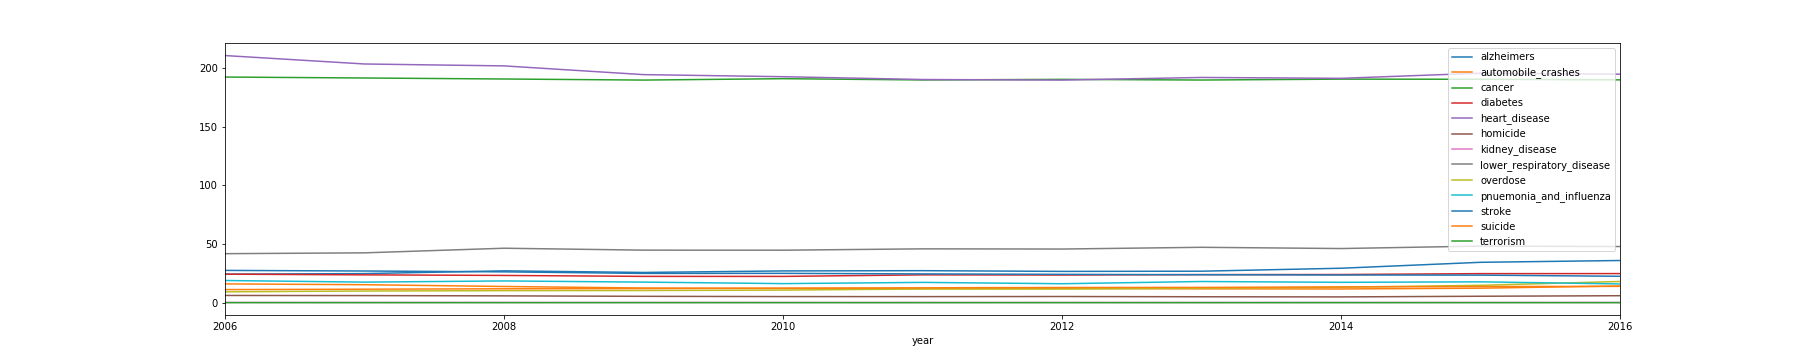 200
150
100
50
0
2006
2008
2010
2012
2014
2016
year
alzheimers
automobile_crashes
cancer
diabetes
heart_disease
homicide
kidney_disease
lower_respiratory_disease
overdose
pnuemonia_and_influenza
stroke
suicide
terrorism